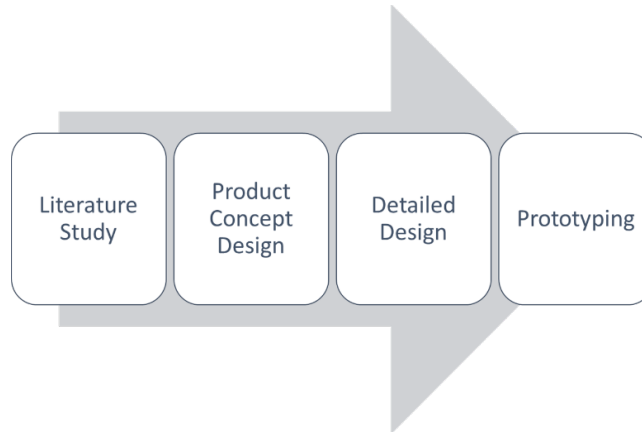 Literature
Study
Product
Concept
Design
Detailed
Design
Prototyping